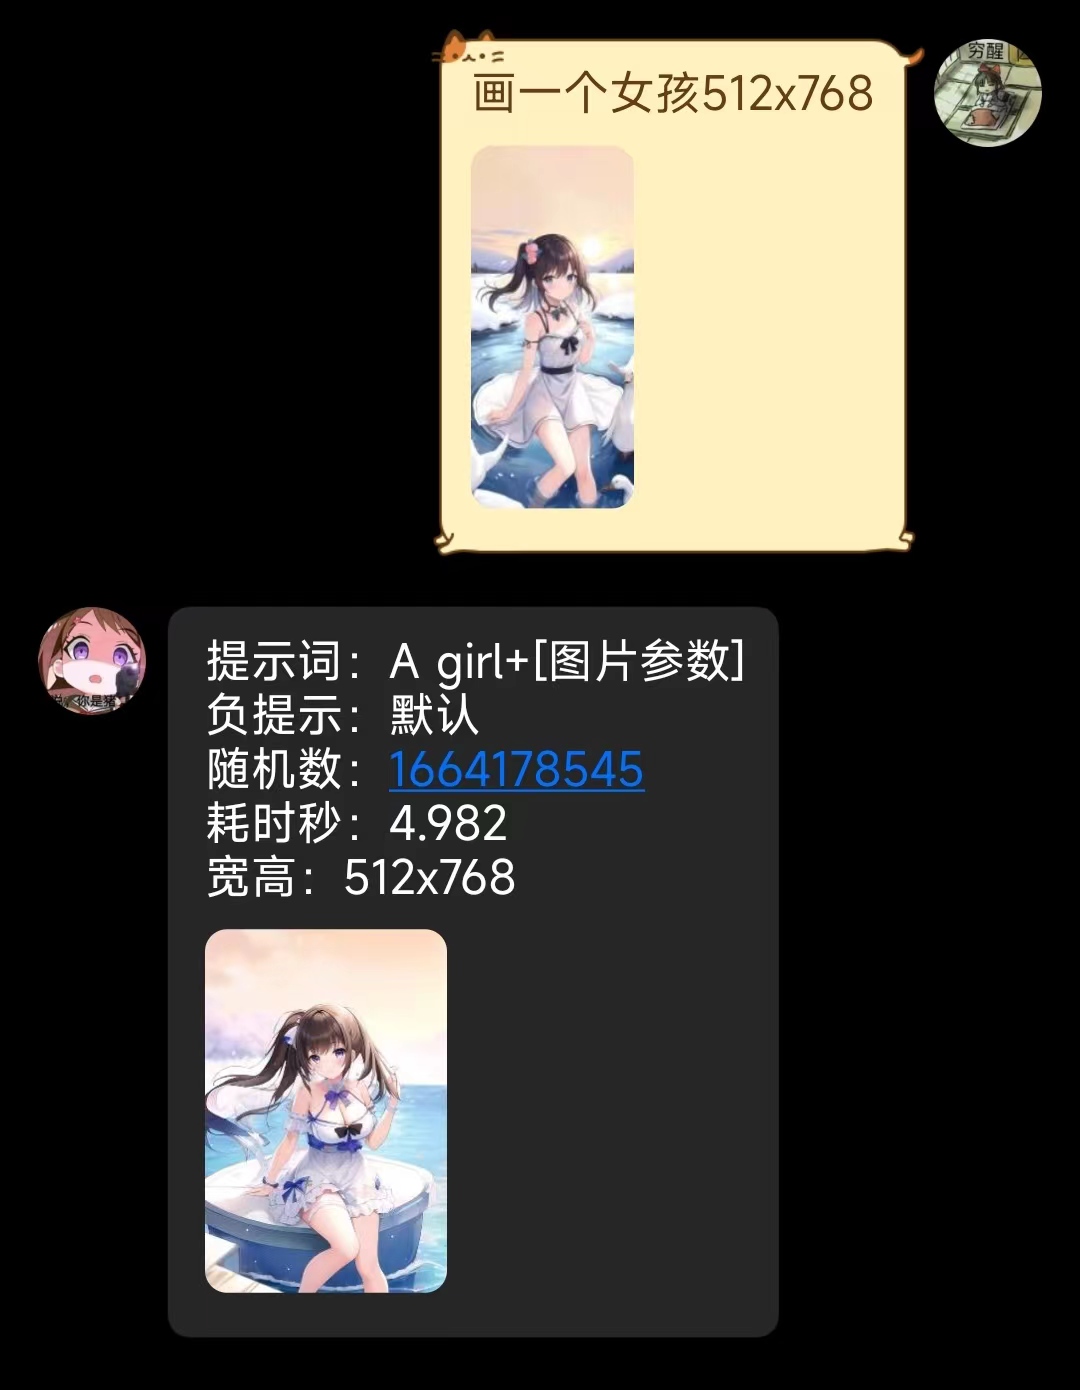 穷醒
画一个女孩512x768
提示词：A girl+[图片参数]
负提示：默认
随机数：1664178545
耗时秒：4.982
宽高：512x768
你是猪